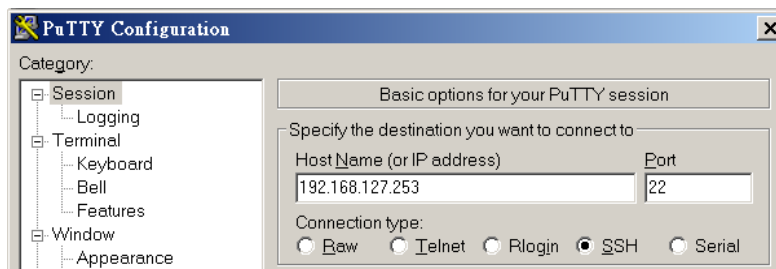 PuTTY Configuration
Category:
Session
Logging
Terminal
Keyboard
Bell
Features
Window
Appearance
Basic options for your PuTTY session
Specify the destination you want to connect to
Host Name (or IP address)
Port
192.168.127.253
22
Connection type:
Raw Telnet Rlogin SSH Serial